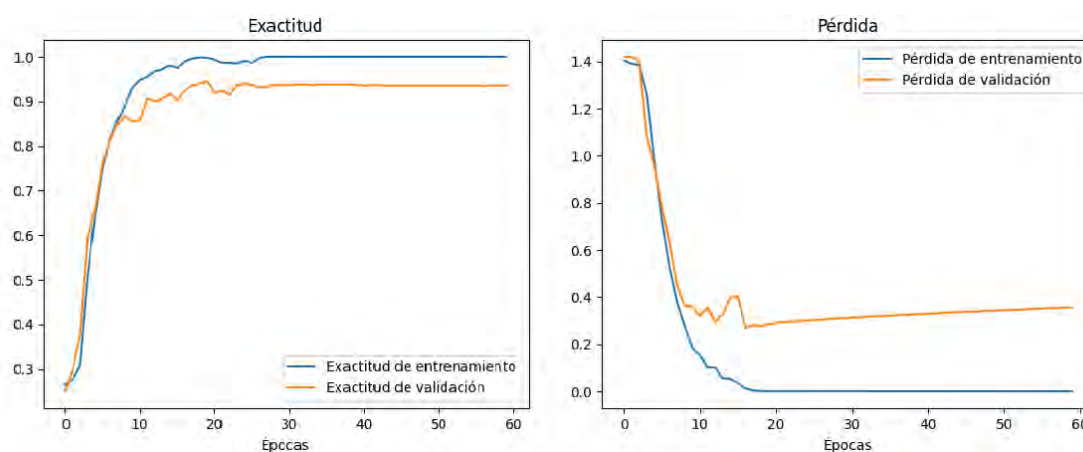 Exactitud
1.0
0.9
0.8
0.7
0.6
0.5
0.4
0.3
Exactitud de entrenamiento
Exactitud de validación
0 10 20 30 40 50 60
Épocas
Pérdida
1.4
1.2
1.0
0.8
0.6
0.4
0.2
0.0
Pérdida de entrenamiento
Pérdida de validación
0 10 20 30 40 50 60
Épocas